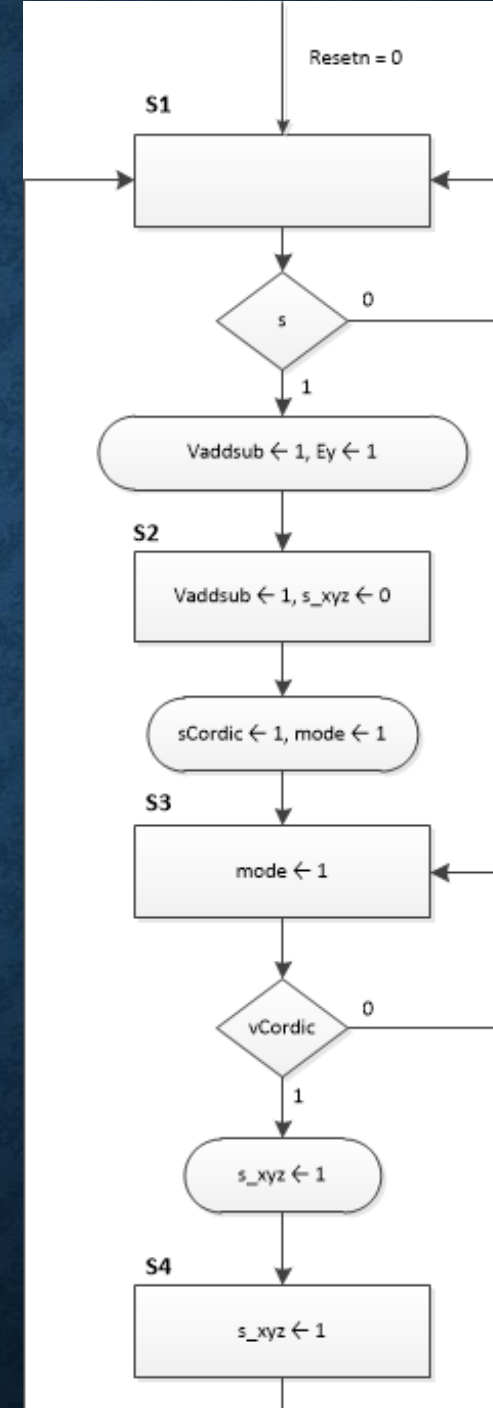 Resetn = 0
S1
s
0
1
Vaddsub ← 1, Ey ← 1
S2
Vaddsub ← 1, s_xyz ← 0
sCordic ← 1, mode ← 1
S3
mode ← 1
vCordic
0
1
s_xyz ← 1
S4
s_xyz ← 1